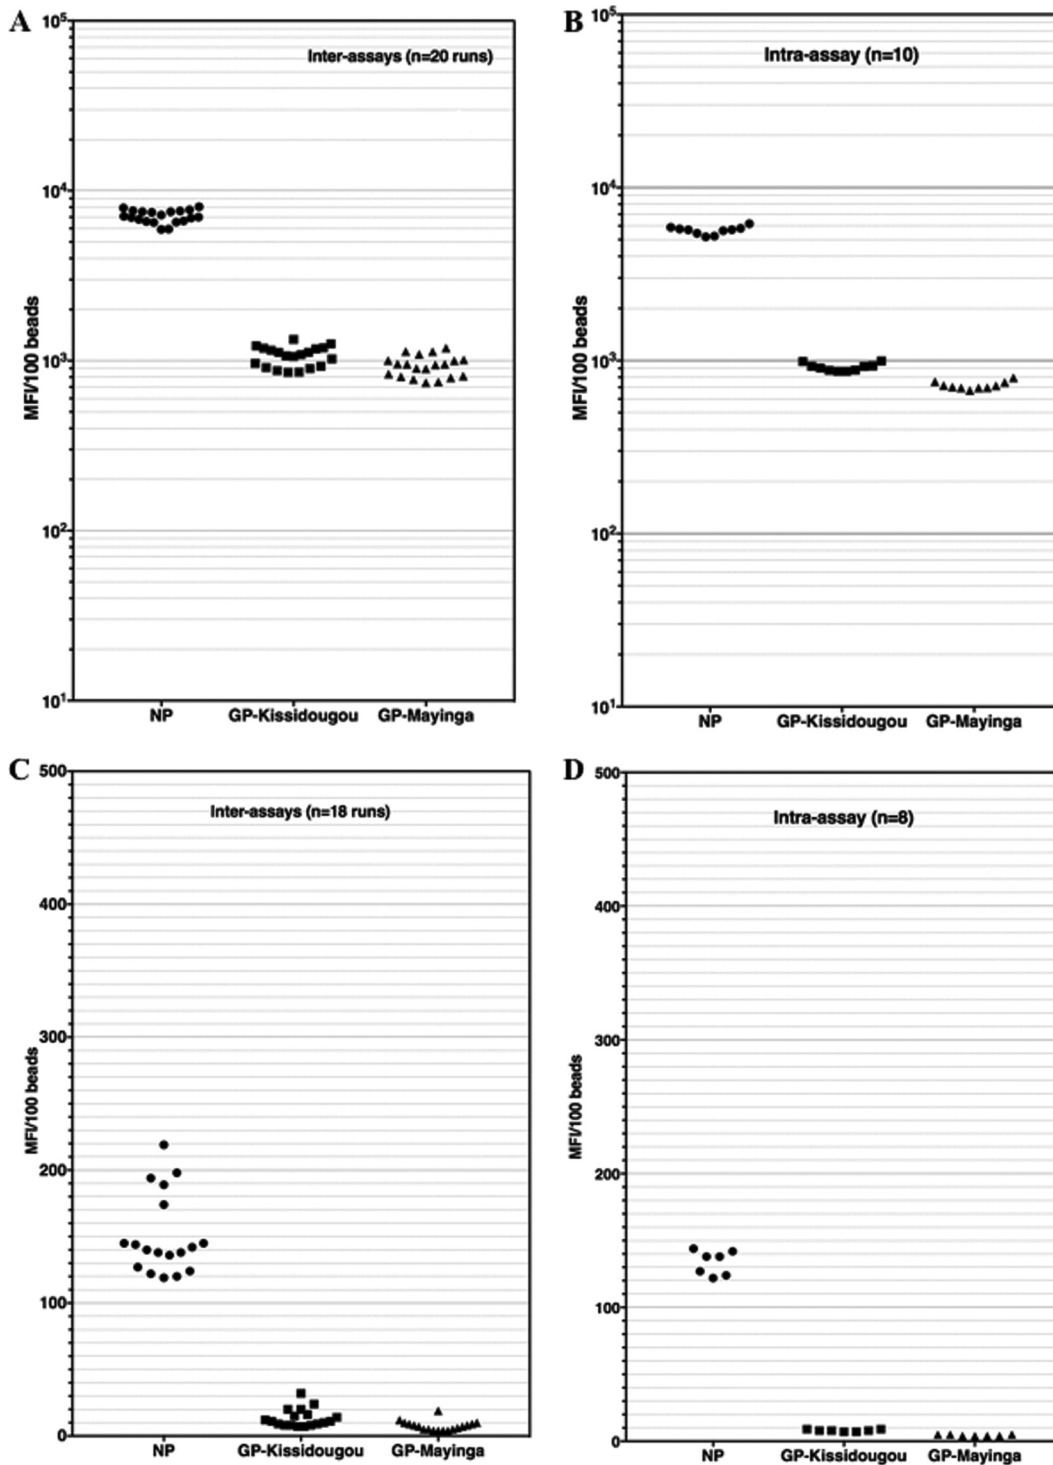 A
Inter-assays (n=20 runs)
MFI/100 beads
10⁵
10⁴
10³
10²
10¹
NP
GP-Kissidougou
GP-Mayinga
B
Intra-assay (n=10)
MFI/100 beads
10⁵
10⁴
10³
10²
10¹
NP
GP-Kissidougou
GP-Mayinga
C
Inter-assays (n=18 runs)
MFI/100 beads
500
400
300
200
100
0
NP
GP-Kissidougou
GP-Mayinga
D
Intra-assay (n=8)
MFI/100 beads
500
400
300
200
100
0
NP
GP-Kissidougou
GP-Mayinga